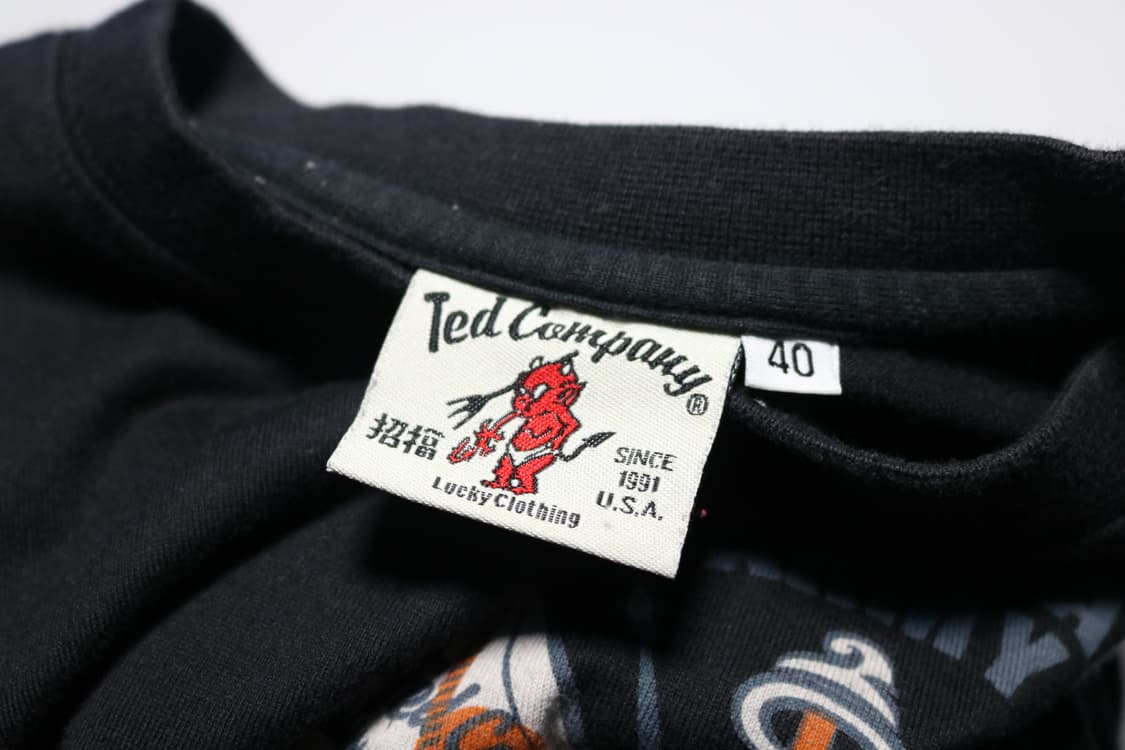 Ted Company®
40
招福
SINCE
1991
U.S.A.
Lucky Clothing